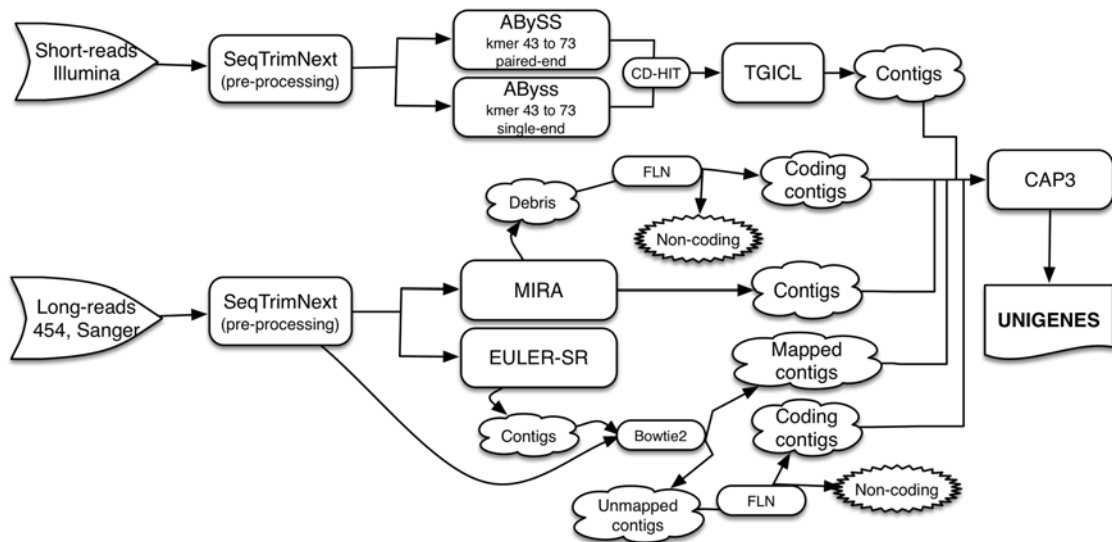 Short-reads
Illumina
SeqTrimNext
(pre-processing)
ABySS
kmer 43 to 73
paired-end
AByss
kmer 43 to 73
single-end
CD-HIT
TGICL
Contigs
Debris
FLN
Coding
contigs
Non-coding
CAP3
Long-reads
454, Sanger
SeqTrimNext
(pre-processing)
MIRA
Contigs
UNIGENES
EULER-SR
Mapped
contigs
Contigs
Bowtie2
Coding
contigs
Unmapped
contigs
FLN
Non-coding